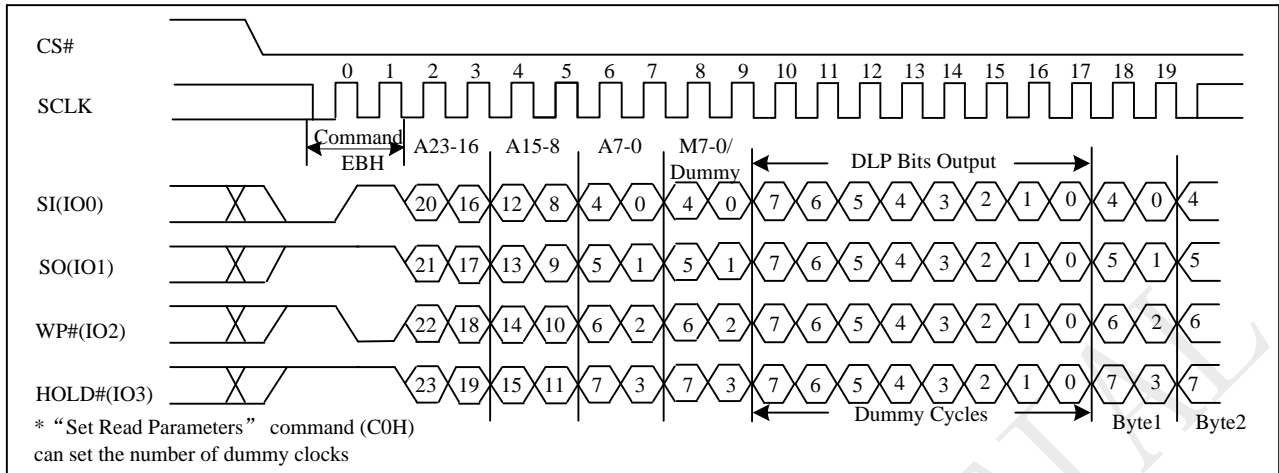 CS#
0 1 2 3 4 5 6 7 8 9 10 11 12 13 14 15 16 17 18 19
SCLK
Command
EBH
A23-16 A15-8 A7-0 M7-0/
Dummy
DLP Bits Output
SI(IO0) 20 16 12 8 4 0 4 0 7 6 5 4 3 2 1 0 4 0 4
SO(IO1) 21 17 13 9 5 1 5 1 7 6 5 4 3 2 1 0 5 1 5
WP#(IO2) 22 18 14 10 6 2 6 2 7 6 5 4 3 2 1 0 6 2 6
HOLD#(IO3) 23 19 15 11 7 3 7 3 7 6 5 4 3 2 1 0 7 3 7
Dummy Cycles Byte1 Byte2
* “Set Read Parameters” command (C0H)
can set the number of dummy clocks